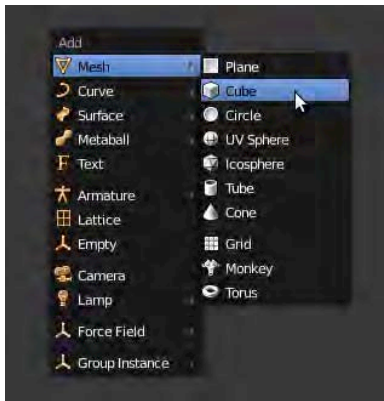 Add
Mesh
Curve
Surface
Metaball
Text
Armature
Lattice
Empty
Camera
Lamp
Force Field
Group Instance
Plane
Cube
Circle
UV Sphere
Icosphere
Tube
Cone
Grid
Monkey
Torus